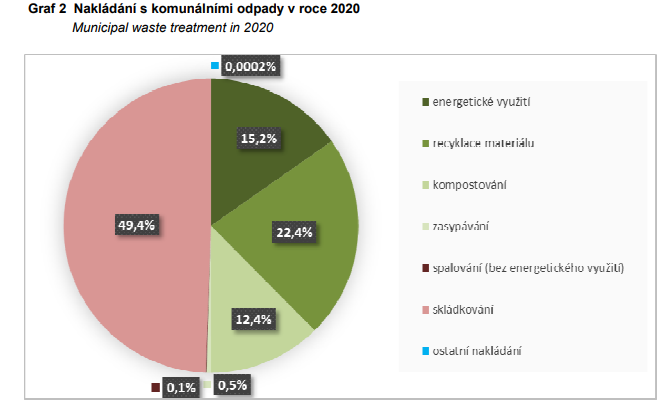 Graf 2 Nakládání s komunálními odpady v roce 2020
Municipal waste treatment in 2020
0,0002%
15,2%
22,4%
12,4%
0,5%
0,1%
49,4%
energetické využití
recyklace materiálu
kompostování
zasypávání
spalování (bez energetického využití)
skládkování
ostatní nakládání